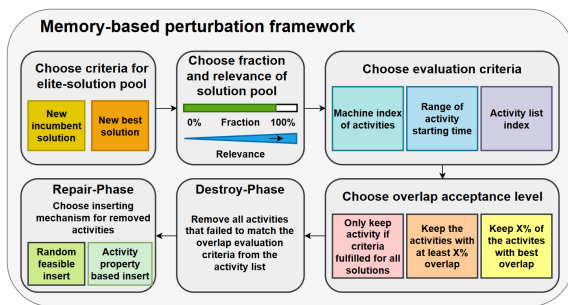 Memory-based perturbation framework
Choose criteria for
elite-solution pool
New
incumbent
solution
New best
solution
Choose fraction
and relevance of
solution pool
0% Fraction 100%
Relevance
Choose evaluation criteria
Machine index
of activities
Range of
activity
starting time
Activity list
index
Repair-Phase
Choose inserting
mechanism for removed
activities
Random
feasible
insert
Activity
property
based insert
Destroy-Phase
Remove all activities
that failed to match the
overlap evaluation
criteria from the
activity list
Choose overlap acceptance level
Only keep
activity if
criteria
fulfilled for all
solutions
Keep the
activities with
at least X%
overlap
Keep X% of
the activites
with best
overlap